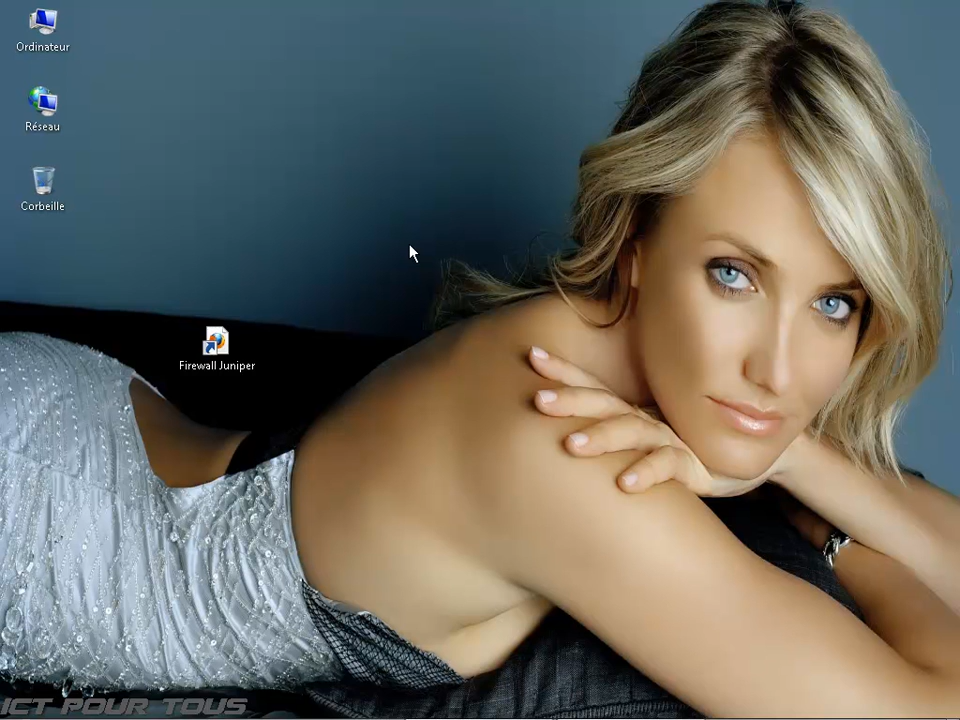 Ordinateur
Réseau
Corbeille
Firewall Juniper
ICT POUR TOUS